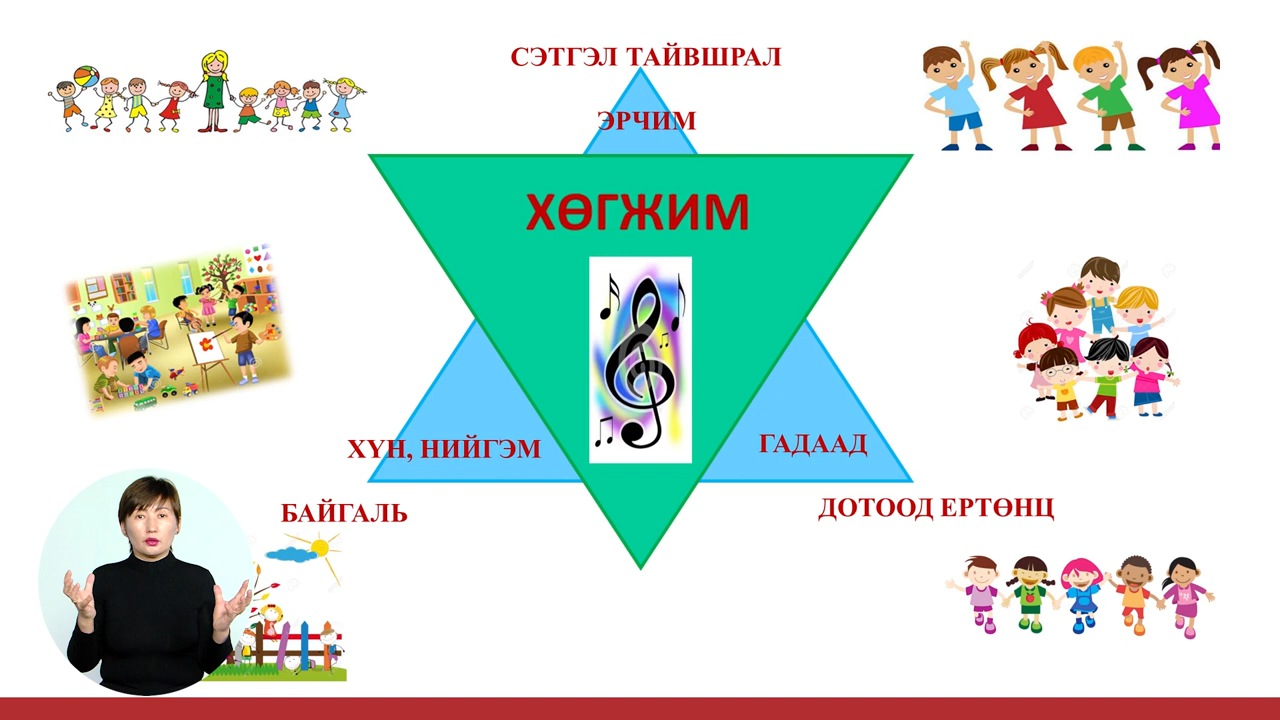 СЭТГЭЛ ТАЙВШРАЛ
ЭРЧИМ
ХӨГЖИМ
ХҮН, НИЙГЭМ
ГАДААД
БАЙГАЛЬ
ДОТООД ЕРТӨНЦ